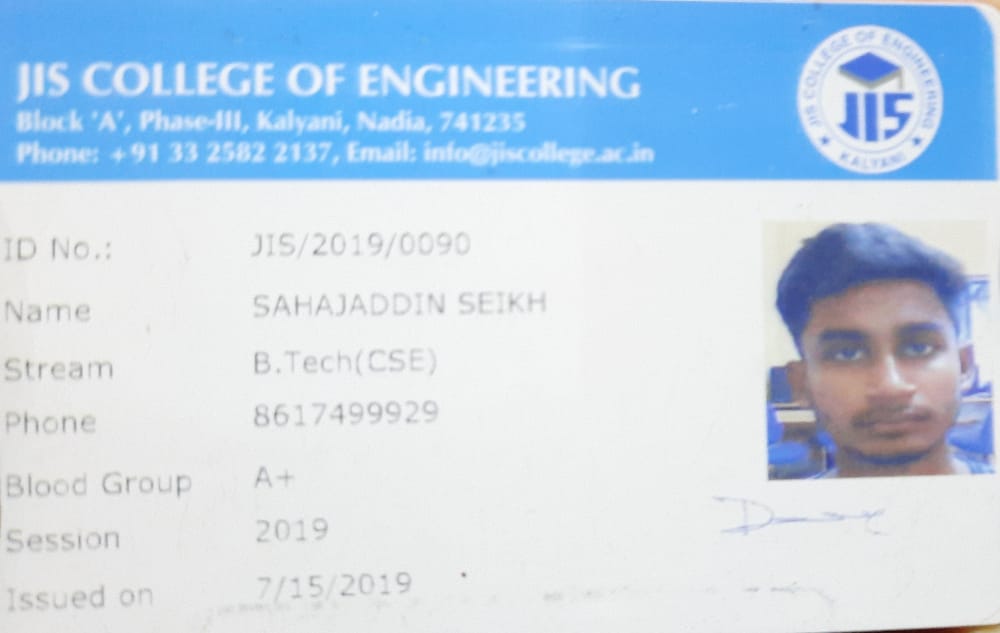 JIS COLLEGE OF ENGINEERING
Block 'A', Phase-III, Kalyani, Nadia, 741235
Phone: +91 33 2582 2137, Email: info@jiscollege.ac.in
JIS COLLEGE OF ENGINEERING
JIS
KALYANI
ID No.: JIS/2019/0090
Name SAHAJADDIN SEIKH
Stream B.Tech(CSE)
Phone 8617499929
Blood Group A+
Session 2019
Issued on 7/15/2019